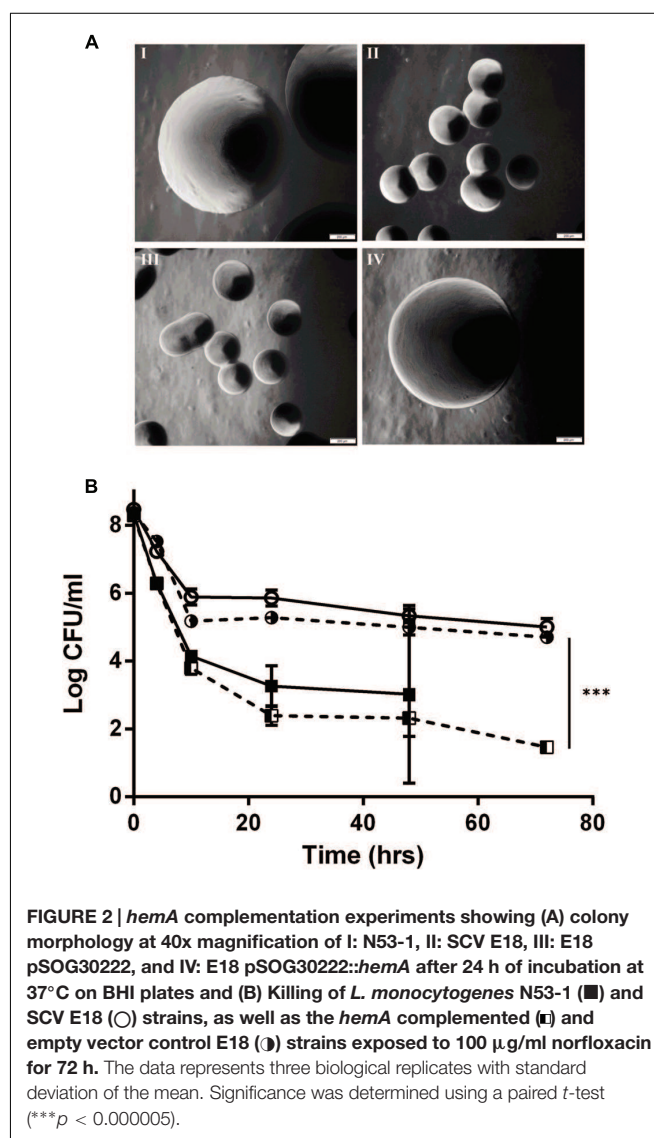 A
I
II
III
IV
B
Log CFU/ml
8
6
4
2
0
***
0 20 40 60 80
Time (hrs)
FIGURE 2 | hemA complementation experiments showing (A) colony
morphology at 40x magnification of I: N53-1, II: SCV E18, III: E18
pSOG30222, and IV: E18 pSOG30222::hemA after 24 h of incubation at
37°C on BHI plates and (B) Killing of L. monocytogenes N53-1 (■) and
SCV E18 (○) strains, as well as the hemA complemented (◧) and
empty vector control E18 (◑) strains exposed to 100 μg/ml norfloxacin
for 72 h. The data represents three biological replicates with standard
deviation of the mean. Significance was determined using a paired t-test
(***p < 0.000005).